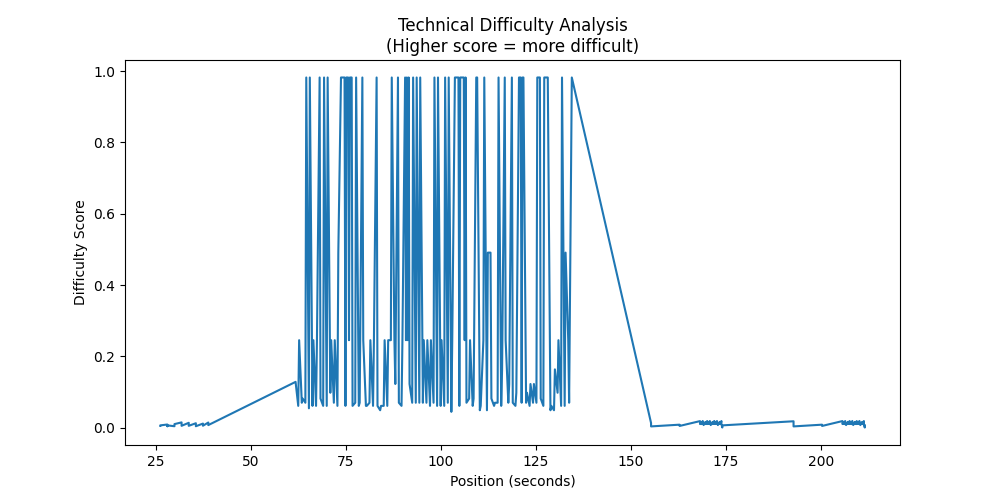 Technical Difficulty Analysis
(Higher score = more difficult)
Difficulty Score
1.0
0.8
0.6
0.4
0.2
0.0
25 50 75 100 125 150 175 200
Position (seconds)